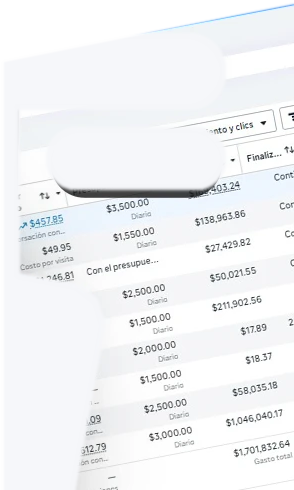 nto y clics
Finaliz...
$457.85
$3,500.00
403.24
Cont
rsación con...
Diario
$49.95
$1,550.00
$138,963.86
Costo por visita
Diario
246.81
Con el presupue...
$27,429.82
$2,500.00
$50,021.55
Diario
$1,500.00
$211,902.56
Diario
$2,000.00
$17.89
Diario
$1,500.00
$18.37
Diario
.09
$2,500.00
$58,035.18
con...
Diario
$12.79
$3,000.00
$1,046,040.17
ón con...
Diario
—
$1,701,832.64
iones
Gasto total